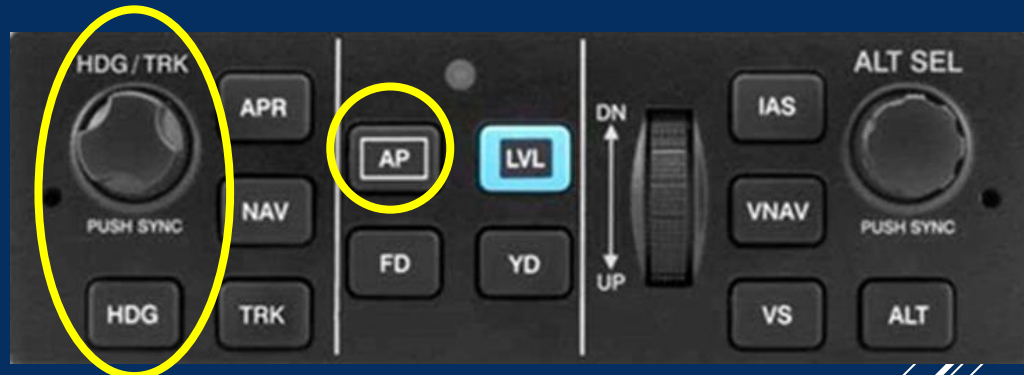 HDG/TRK
PUSH SYNC
HDG
APR
NAV
TRK
AP
LVL
FD
YD
DN
UP
IAS
VNAV
VS
ALT SEL
PUSH SYNC
ALT